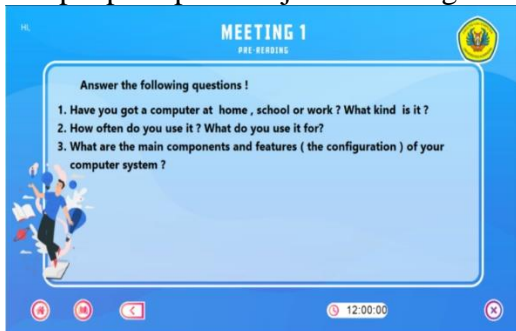 HI,
MEETING 1
PRE-READING
Answer the following questions !
1. Have you got a computer at home , school or work ? What kind is it ?
2. How often do you use it ? What do you use it for?
3. What are the main components and features ( the configuration ) of your
computer system ?
12:00:00